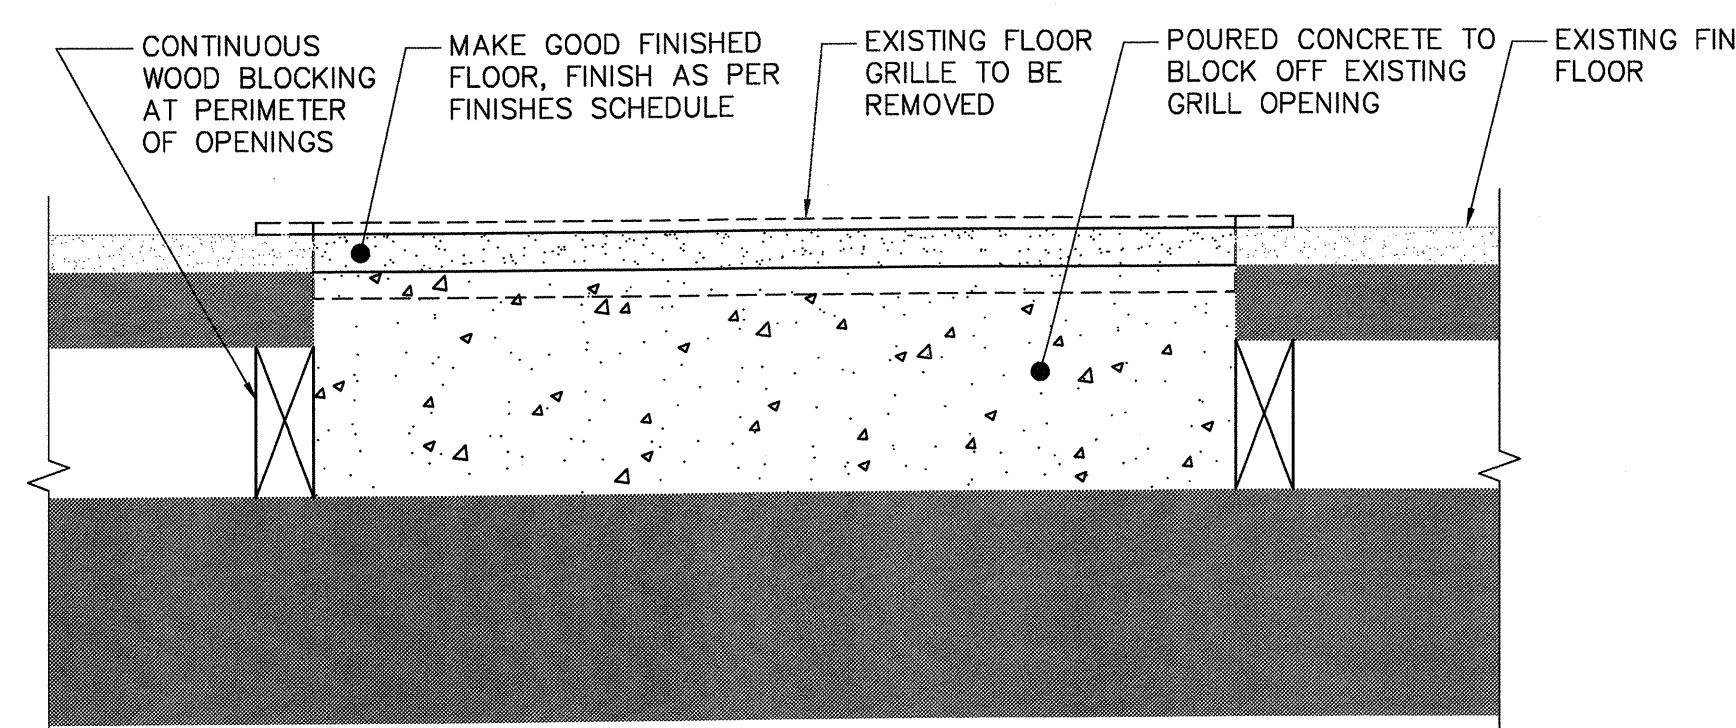 CONTINUOUS
WOOD BLOCKING
AT PERIMETER
OF OPENINGS
MAKE GOOD FINISHED
FLOOR, FINISH AS PER
FINISHES SCHEDULE
EXISTING FLOOR
GRILLE TO BE
REMOVED
POURED CONCRETE TO
BLOCK OFF EXISTING
GRILL OPENING
EXISTING FIN
FLOOR